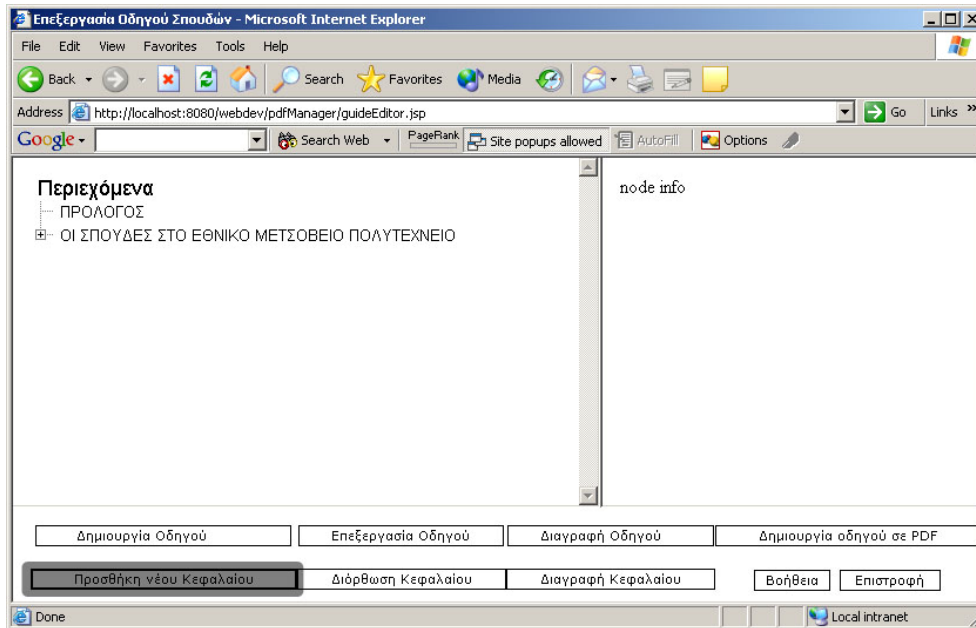 Επεξεργασία Οδηγού Σπουδών - Microsoft Internet Explorer
File Edit View Favorites Tools Help
Back Search Favorites Media
Address http://localhost:8080/webdev/pdfManager/guideEditor.jsp Go Links »
Google Search Web PageRank Site popups allowed AutoFill Options
Περιεχόμενα
ΠΡΟΛΟΓΟΣ
ΟΙ ΣΠΟΥΔΕΣ ΣΤΟ ΕΘΝΙΚΟ ΜΕΤΣΟΒΕΙΟ ΠΟΛΥΤΕΧΝΕΙΟ
node info
Δημιουργία Οδηγού Επεξεργασία Οδηγού Διαγραφή Οδηγού Δημιουργία οδηγού σε PDF
Προσθήκη νέου Κεφαλαίου Διόρθωση Κεφαλαίου Διαγραφή Κεφαλαίου Βοήθεια Επιστροφή
Done Local intranet